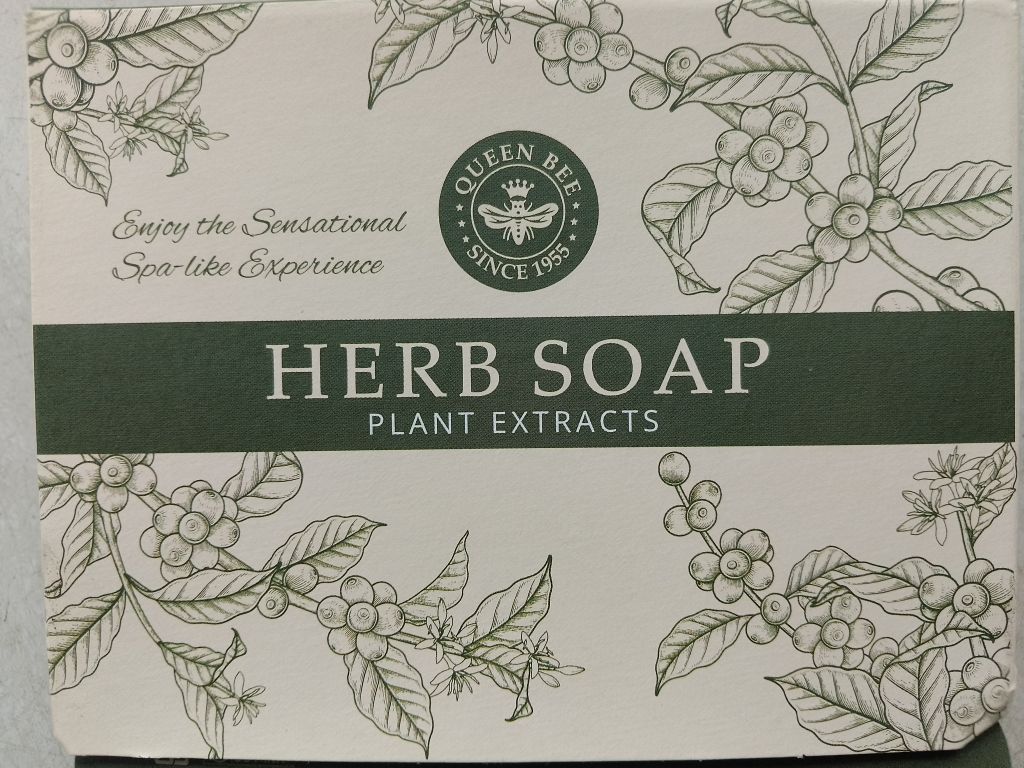 QUEEN BEE
SINCE 1955
Enjoy the Sensational
Spa-like Experience
HERB SOAP
PLANT EXTRACTS